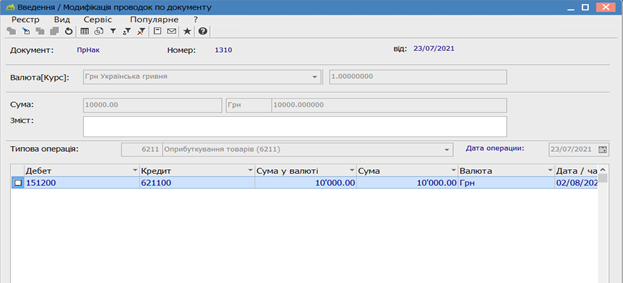 Введення / Модифікація проводок по документу
Реєстр Вид Сервіс Популярне ?
Документ: ПрНак Номер: 1310 від: 23/07/2021
Валюта[Курс]: Грн Українська гривня 1.00000000
Сума: 10000.00 Грн 10000.000000
Зміст:
Типова операція: 6211 Оприбуткування товарів (6211) Дата операции: 23/07/2021
Дебет Кредит Сума у валюті Сума Валюта Дата / ча
151200 621100 10'000.00 10'000.00 Грн 02/08/202